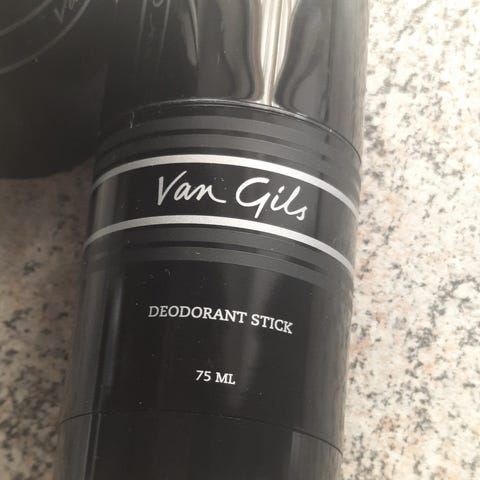 Van Gils
DEODORANT STICK
75 ML